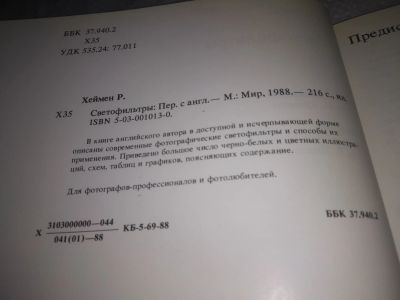 ББК 37.940.2
Х35
УДК 535.24: 77.011
Предис
Хеймен Р.
Х35 Светофильтры: Пер. с англ.— М.: Мир, 1988.— 216 с., ил.
ISBN 5-03-001013-0.
В книге английского автора в доступной и исчерпывающей форме
описаны современные фотографические светофильтры и способы их
применения. Приведено большое число черно-белых и цветных иллюстра-
ций, схем, таблиц и графиков, поясняющих содержание.
Для фотографов-профессионалов и фотолюбителей.
Х 3103000000—044
041(01)—88 КБ-5-69-88
ББК 37.940.2